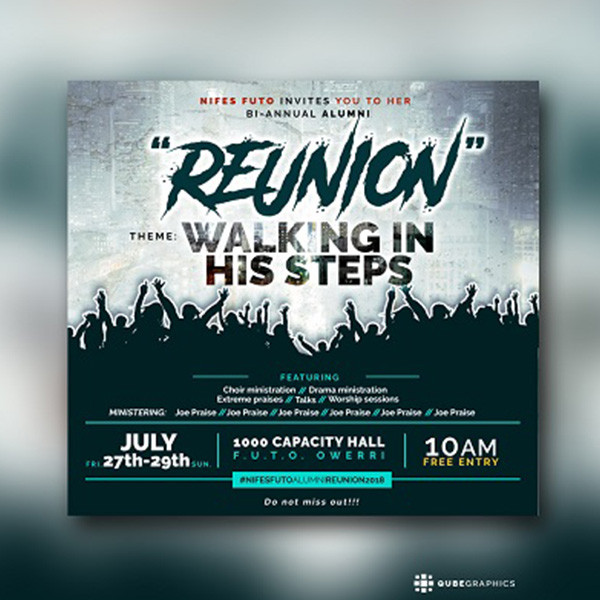 NIFES FUTO INVITES YOU TO HER
BI-ANNUAL ALUMNI
"REUNION"
THEME: WALKING IN
HIS STEPS
FEATURING
Choir ministration // Drama ministration
Extreme praises // Talks // Worship sessions
MINISTERING: Joe Praise // Joe Praise // Joe Praise // Joe Praise // Joe Praise // Joe Praise
JULY
FRI. 27th-29th SUN.
1000 CAPACITY HALL
F.U.T.O. OWERRI
10AM
FREE ENTRY
#NIFESFUTOALUMNIREUNION2018
Do not miss out!!!
QUBEGRAPHICS